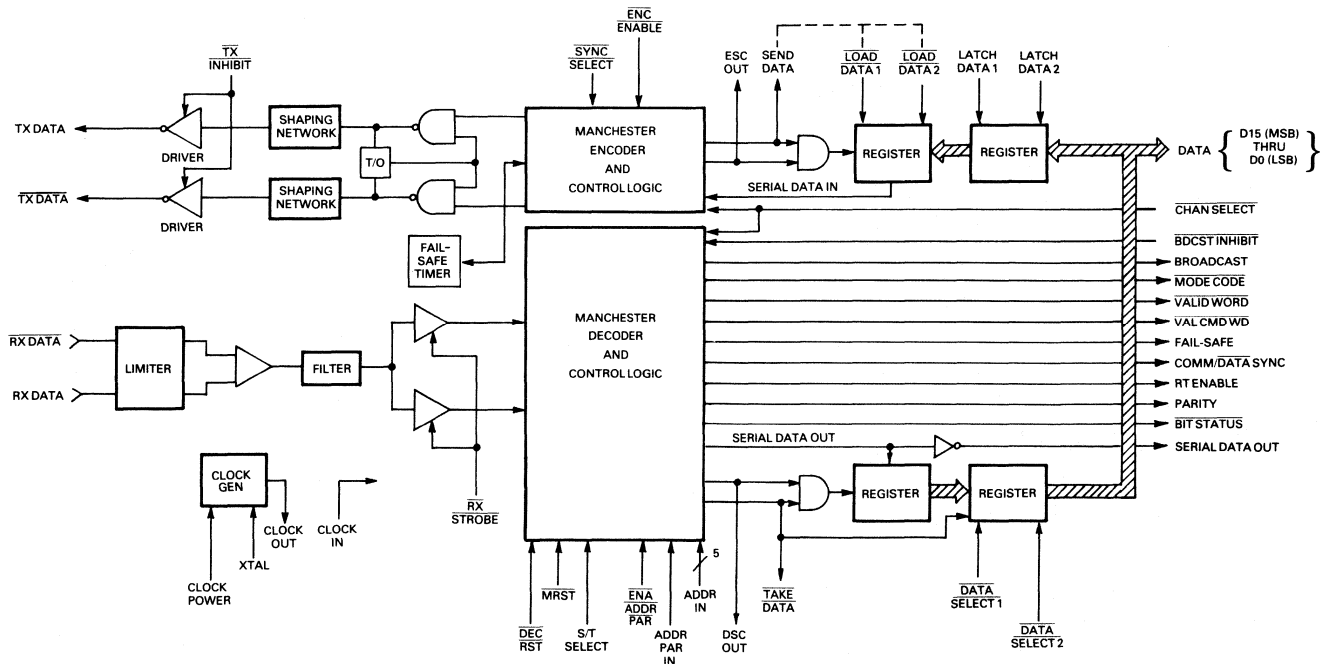 ENC
ENABLE
SYNC
SELECT
ESC
OUT
SEND
DATA
LOAD
DATA 1
LOAD
DATA 2
LATCH
DATA 1
LATCH
DATA 2
TX
INHIBIT
TX DATA
DRIVER
SHAPING
NETWORK
T/O
MANCHESTER
ENCODER
AND
CONTROL LOGIC
REGISTER
REGISTER
DATA
D15 (MSB)
THRU
D0 (LSB)
TX DATA
DRIVER
SHAPING
NETWORK
SERIAL DATA IN
FAIL-
SAFE
TIMER
CHAN SELECT
BDCST INHIBIT
BROADCAST
MODE CODE
VALID WORD
VAL CMD WD
FAIL-SAFE
COMM/DATA SYNC
RT ENABLE
PARITY
BIT STATUS
SERIAL DATA OUT
RX DATA
RX DATA
LIMITER
FILTER
MANCHESTER
DECODER
AND
CONTROL LOGIC
RX
STROBE
SERIAL DATA OUT
REGISTER
REGISTER
CLOCK
GEN
CLOCK
OUT
XTAL
CLOCK
POWER
CLOCK
IN
DEC
RST
MRST
S/T
SELECT
ENA
ADDR
PAR
ADDR
PAR
IN
ADDR
IN
5
DSC
OUT
TAKE
DATA
DATA
SELECT 1
DATA
SELECT 2